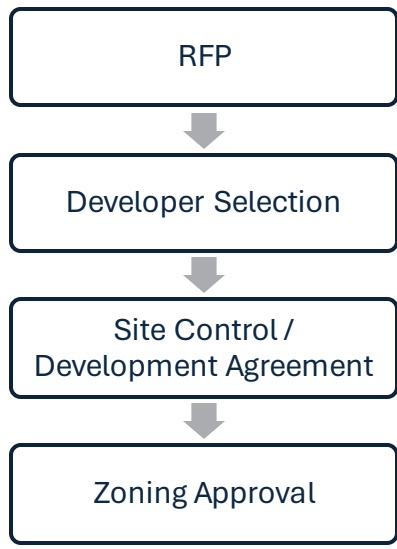 RFP
Developer Selection
Site Control /
Development Agreement
Zoning Approval